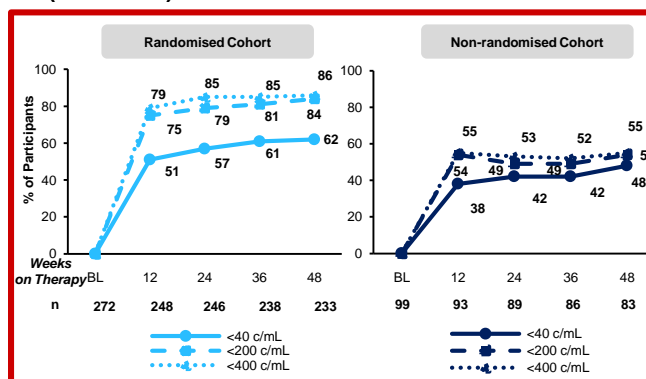 Randomised Cohort
Non-randomised Cohort
% of Participants
100
80
60
40
20
0
79
85
85
86
75
79
81
84
51
57
61
62
100
80
60
40
20
0
55
53
52
55
54
49
49
5
38
42
42
48
Weeks on Therapy
BL 12 24 36 48
BL 12 24 36 48
n 272 248 246 238 233
99 93 89 86 83
<40 c/mL
<200 c/mL
<400 c/mL
<40 c/mL
<200 c/mL
<400 c/mL